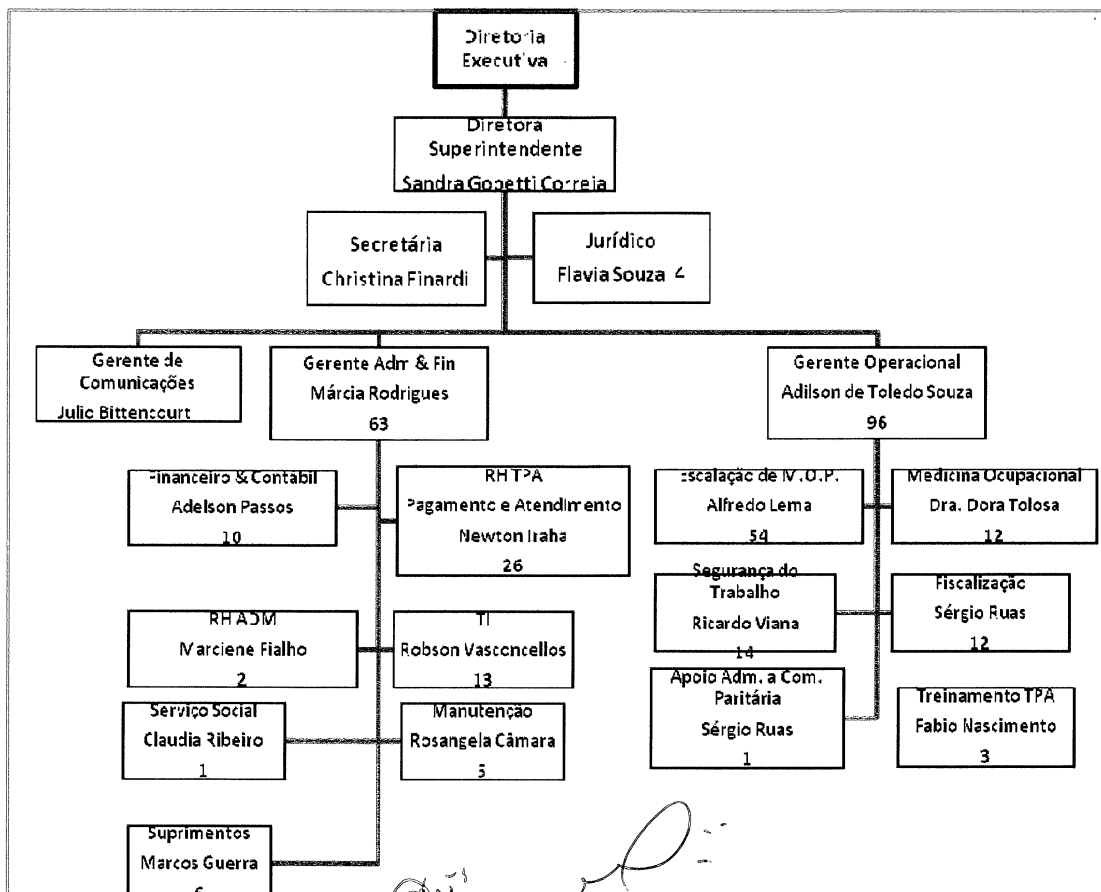 Diretoria
Executiva
Diretora
Superintendente
Sandra Gobetti Correia
Secretária
Christina Finardi
Jurídico
Flavia Souza 4
Gerente de
Comunicações
Julio Bittencourt
Gerente Adm & Fin
Márcia Rodrigues
63
Gerente Operacional
Adilson de Toledo Souza
96
Financeiro & Contábil
Adelson Passos
10
RH TPA
Pagamento e Atendimento
Newton Iraha
26
Escalação de M.O.P.
Alfredo Lema
54
Medicina Ocupacional
Dra. Dora Tolosa
12
Segurança do
Trabalho
Ricardo Viana
14
Fiscalização
Sérgio Ruas
12
RH ADM
Marciene Fialho
2
TI
Robson Vasconcellos
13
Apoio Adm. a Com.
Paritária
Sérgio Ruas
1
Treinamento TPA
Fabio Nascimento
3
Serviço Social
Claudia Ribeiro
1
Manutenção
Rosangela Câmara
5
Suprimentos
Marcos Guerra